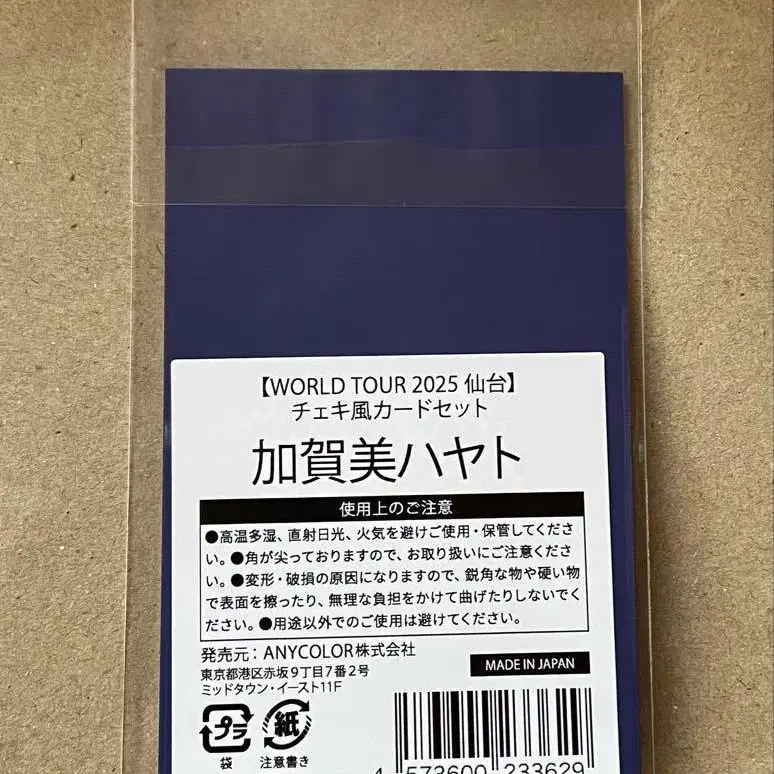 【WORLD TOUR 2025 仙台】
チェキ風カードセット
加賀美ハヤト
使用上のご注意
●高温多湿、直射日光、火気を避けご使用・保管してくださ
い。●角が尖っておりますので、お取り扱いにご注意くださ
い。●変形・破損の原因になりますので、鋭角な物や硬い物
で表面を擦ったり、無理な負担をかけて曲げたりしないでく
ださい。●用途以外でのご使用は避けてください。
発売元：ANYCOLOR株式会社
東京都港区赤坂9丁目7番2号
ミッドタウン・イースト11F
MADE IN JAPAN
プラ
袋
紙
注意書き
4 573600 233629